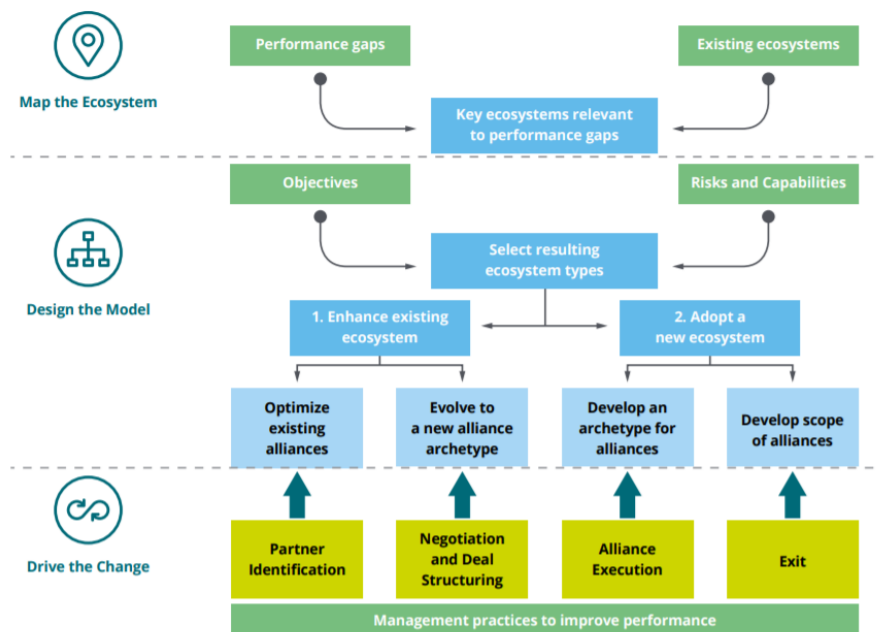 Map the Ecosystem
Performance gaps
Existing ecosystems
Key ecosystems relevant
to performance gaps
Design the Model
Objectives
Risks and Capabilities
Select resulting
ecosystem types
1. Enhance existing
ecosystem
2. Adopt a
new ecosystem
Optimize
existing
alliances
Evolve to
a new alliance
archetype
Develop an
archetype for
alliances
Develop scope
of alliances
Drive the Change
Partner
Identification
Negotiation
and Deal
Structuring
Alliance
Execution
Exit
Management practices to improve performance